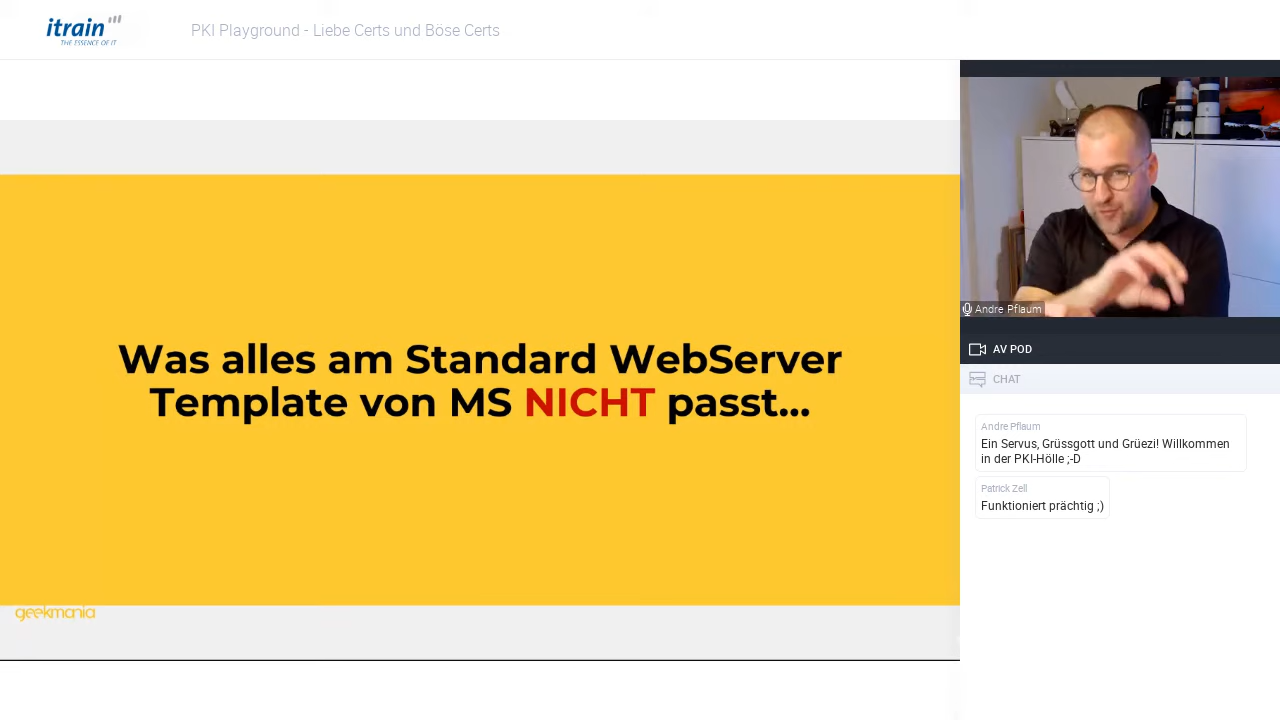 itrain
THE ESSENCE OF IT
PKI Playground - Liebe Certs und Böse Certs
Was alles am Standard WebServer
Template von MS NICHT passt...
geekmania
Andre Pflaum
AV POD
CHAT
Andre Pflaum
Ein Servus, Grüssgott und Grüezi! Willkommen
in der PKI-Hölle ;-D
Patrick Zell
Funktioniert prächtig ;)